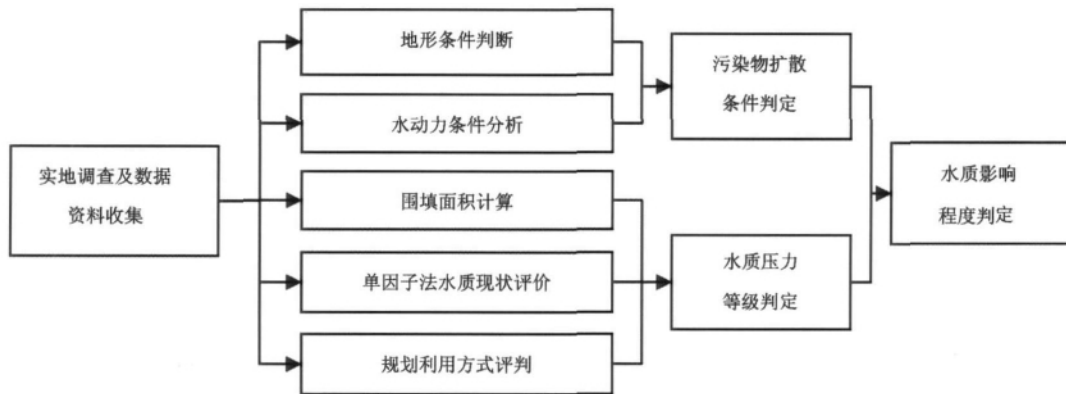 实地调查及数据
资料收集
地形条件判断
水动力条件分析
围填面积计算
单因子法水质现状评价
规划利用方式评判
污染物扩散
条件判定
水质压力
等级判定
水质影响
程度判定